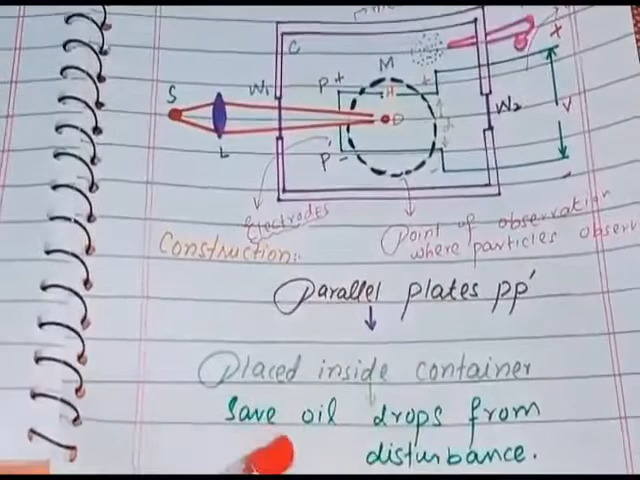 C
M
X
S
W₁
P +
+
H
W₂
V
O
L
P' -
-
Electrodes
Point of observation
where particles observ
Construction:
Parallel plates pp'
Placed inside container
Save oil drops from
disturbance.